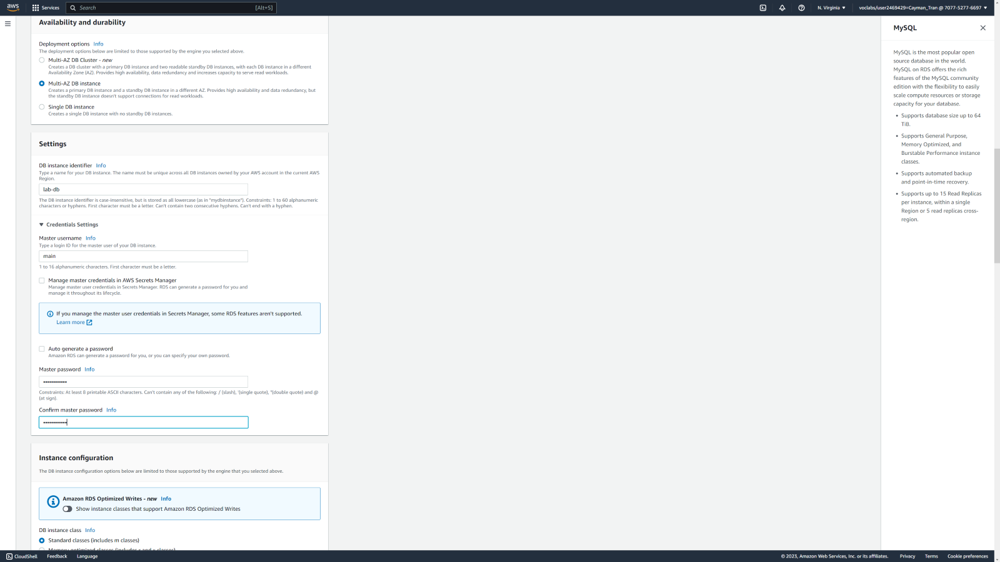 aws
Services
Search
[Alt+S]
N. Virginia
voclabs/user2469429=Cayman_Tran @ 7077-5277-6697
Availability and durability
Deployment options Info
The deployment options below are limited to those supported by the engine you selected above.
Multi-AZ DB Cluster - new
Creates a DB cluster with a primary DB instance and two readable standby DB instances, with each DB instance in a different
Availability Zone (AZ). Provides high availability, data redundancy and increases capacity to serve read workloads.
Multi-AZ DB instance
Creates a primary DB instance and a standby DB instance in a different AZ. Provides high availability and data redundancy, but
the standby DB instance doesn't support connections for read workloads.
Single DB instance
Creates a single DB instance with no standby DB instances.
Settings
DB instance identifier Info
Type a name for your DB instance. The name must be unique across all DB instances owned by your AWS account in the current AWS
Region.
lab-db
The DB instance identifier is case-insensitive, but is stored as all lowercase (as in "mydbinstance"). Constraints: 1 to 60 alphanumeric
characters or hyphens. First character must be a letter. Can't contain two consecutive hyphens. Can't end with a hyphen.
Credentials Settings
Master username Info
Type a login ID for the master user of your DB instance.
main
1 to 16 alphanumeric characters. First character must be a letter.
Manage master credentials in AWS Secrets Manager
Manage master user credentials in Secrets Manager. RDS can generate a password for you and
manage it throughout its lifecycle.
If you manage the master user credentials in Secrets Manager, some RDS features aren't supported.
Learn more
Auto generate a password
Amazon RDS can generate a password for you, or you can specify your own password.
Master password Info
••••••••••••
Constraints: At least 8 printable ASCII characters. Can't contain any of the following: / (slash), '(single quote), "(double quote) and @
(at sign).
Confirm master password Info
••••••••••••
Instance configuration
The DB instance configuration options below are limited to those supported by the engine that you selected above.
Amazon RDS Optimized Writes - new Info
Show instance classes that support Amazon RDS Optimized Writes
DB instance class Info
Standard classes (includes m classes)
Memory optimized classes (includes r and x classes)
MySQL
MySQL is the most popular open
source database in the world.
MySQL on RDS offers the rich
features of the MySQL community
edition with the flexibility to easily
scale compute resources or storage
capacity for your database.
• Supports database size up to 64
TiB.
• Supports General Purpose,
Memory Optimized, and
Burstable Performance instance
classes.
• Supports automated backup
and point-in-time recovery.
• Supports up to 15 Read Replicas
per instance, within a single
Region or 5 read replicas cross-
region.
CloudShell
Feedback
Language
© 2023, Amazon Web Services, Inc. or its affiliates.
Privacy
Terms
Cookie preferences